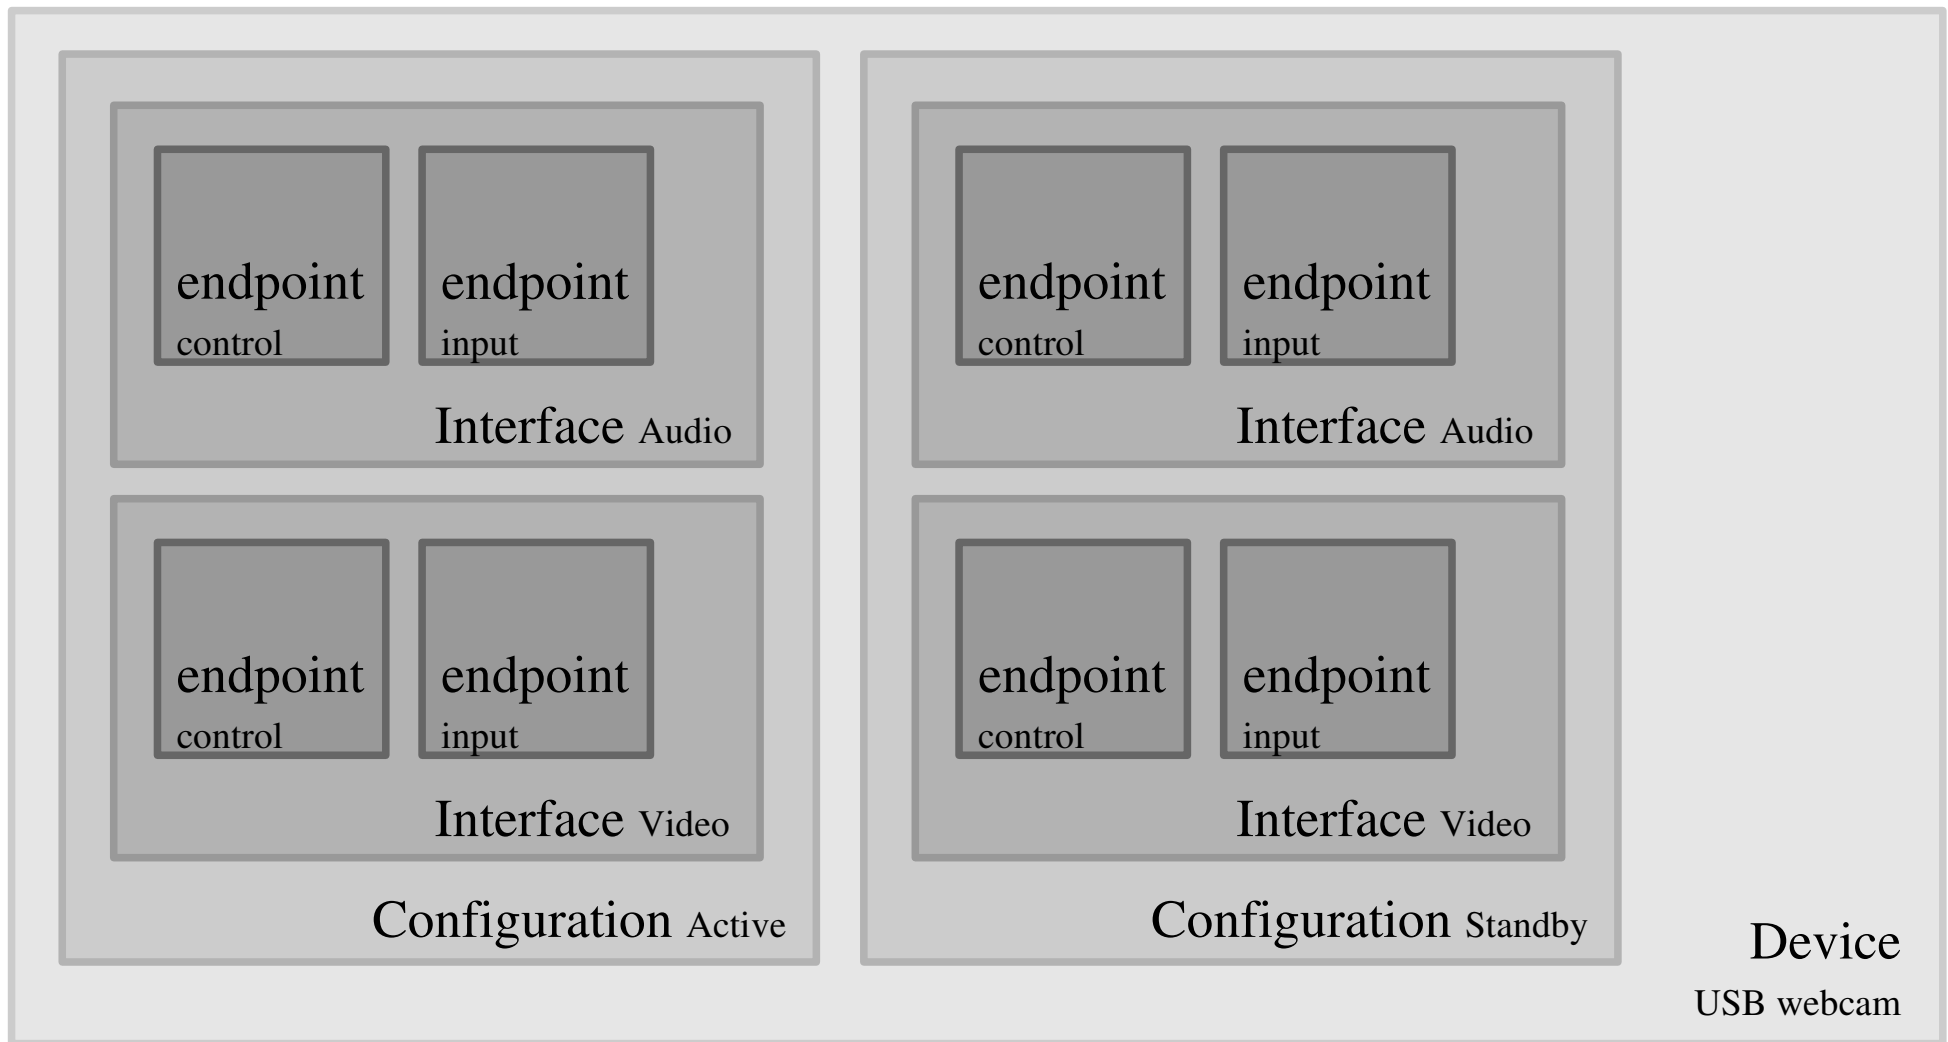 endpoint
control
endpoint
input
Interface Audio
endpoint
control
endpoint
input
Interface Video
Configuration Active
endpoint
control
endpoint
input
Interface Audio
endpoint
control
endpoint
input
Interface Video
Configuration Standby
Device
USB webcam